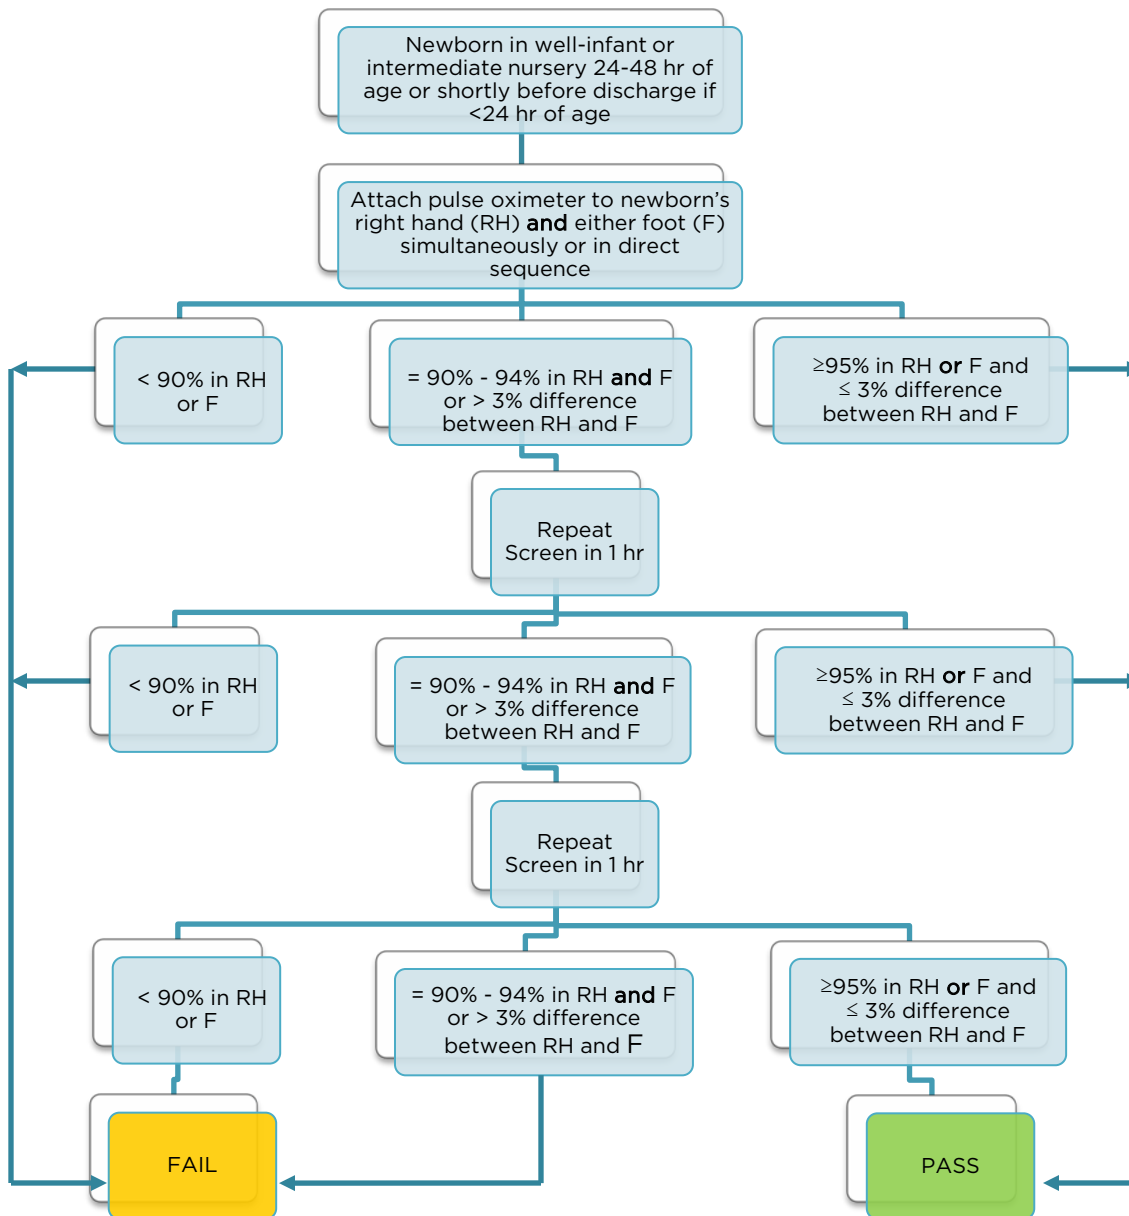 Newborn in well-infant or
intermediate nursery 24-48 hr of
age or shortly before discharge if
<24 hr of age
Attach pulse oximeter to newborn's
right hand (RH) and either foot (F)
simultaneously or in direct
sequence
< 90% in RH
or F
= 90% - 94% in RH and F
or > 3% difference
between RH and F
≥95% in RH or F and
≤ 3% difference
between RH and F
Repeat
Screen in 1 hr
< 90% in RH
or F
= 90% - 94% in RH and F
or > 3% difference
between RH and F
≥95% in RH or F and
≤ 3% difference
between RH and F
Repeat
Screen in 1 hr
< 90% in RH
or F
= 90% - 94% in RH and F
or > 3% difference
between RH and F
≥95% in RH or F and
≤ 3% difference
between RH and F
FAIL
PASS